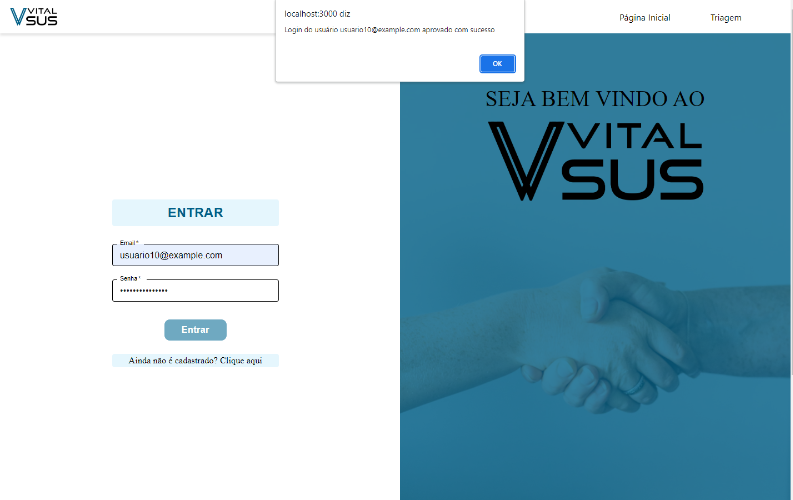 VITAL
SUS
localhost:3000 diz
Login do usuário usuario10@example.com aprovado com sucesso
OK
Página Inicial
Triagem
ENTRAR
Email *
usuario10@example.com
Senha *
•••••••••••••••
Entrar
Ainda não é cadastrado? Clique aqui
SEJA BEM VINDO AO
VITAL
SUS